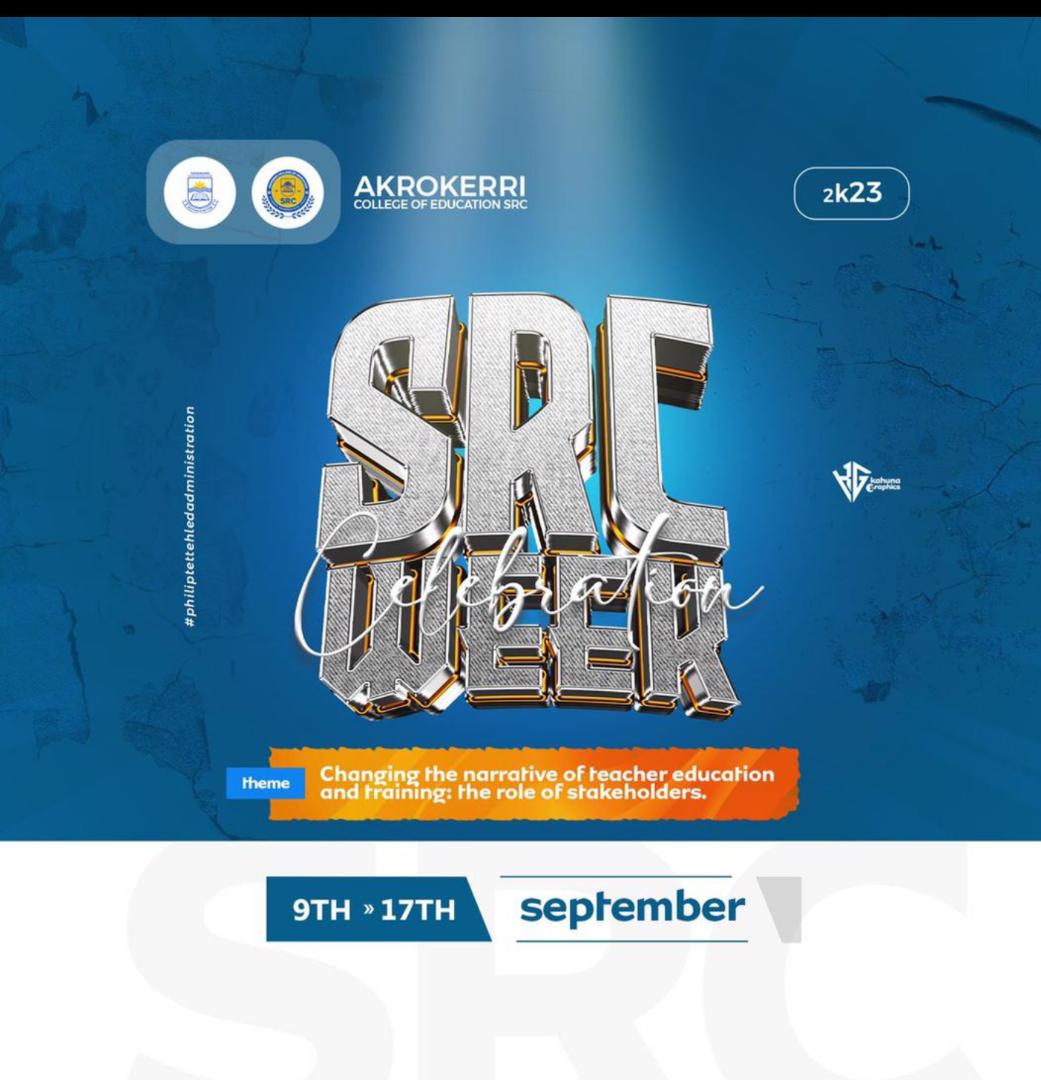 AKROKERRI
COLLEGE OF EDUCATION SRC
2k23
SRC
SRC
Celebration
WEEK
#philiptettehledadministration
kahuna
Graphics
theme
Changing the narrative of teacher education
and training: the role of stakeholders.
9TH » 17TH
september
SRC